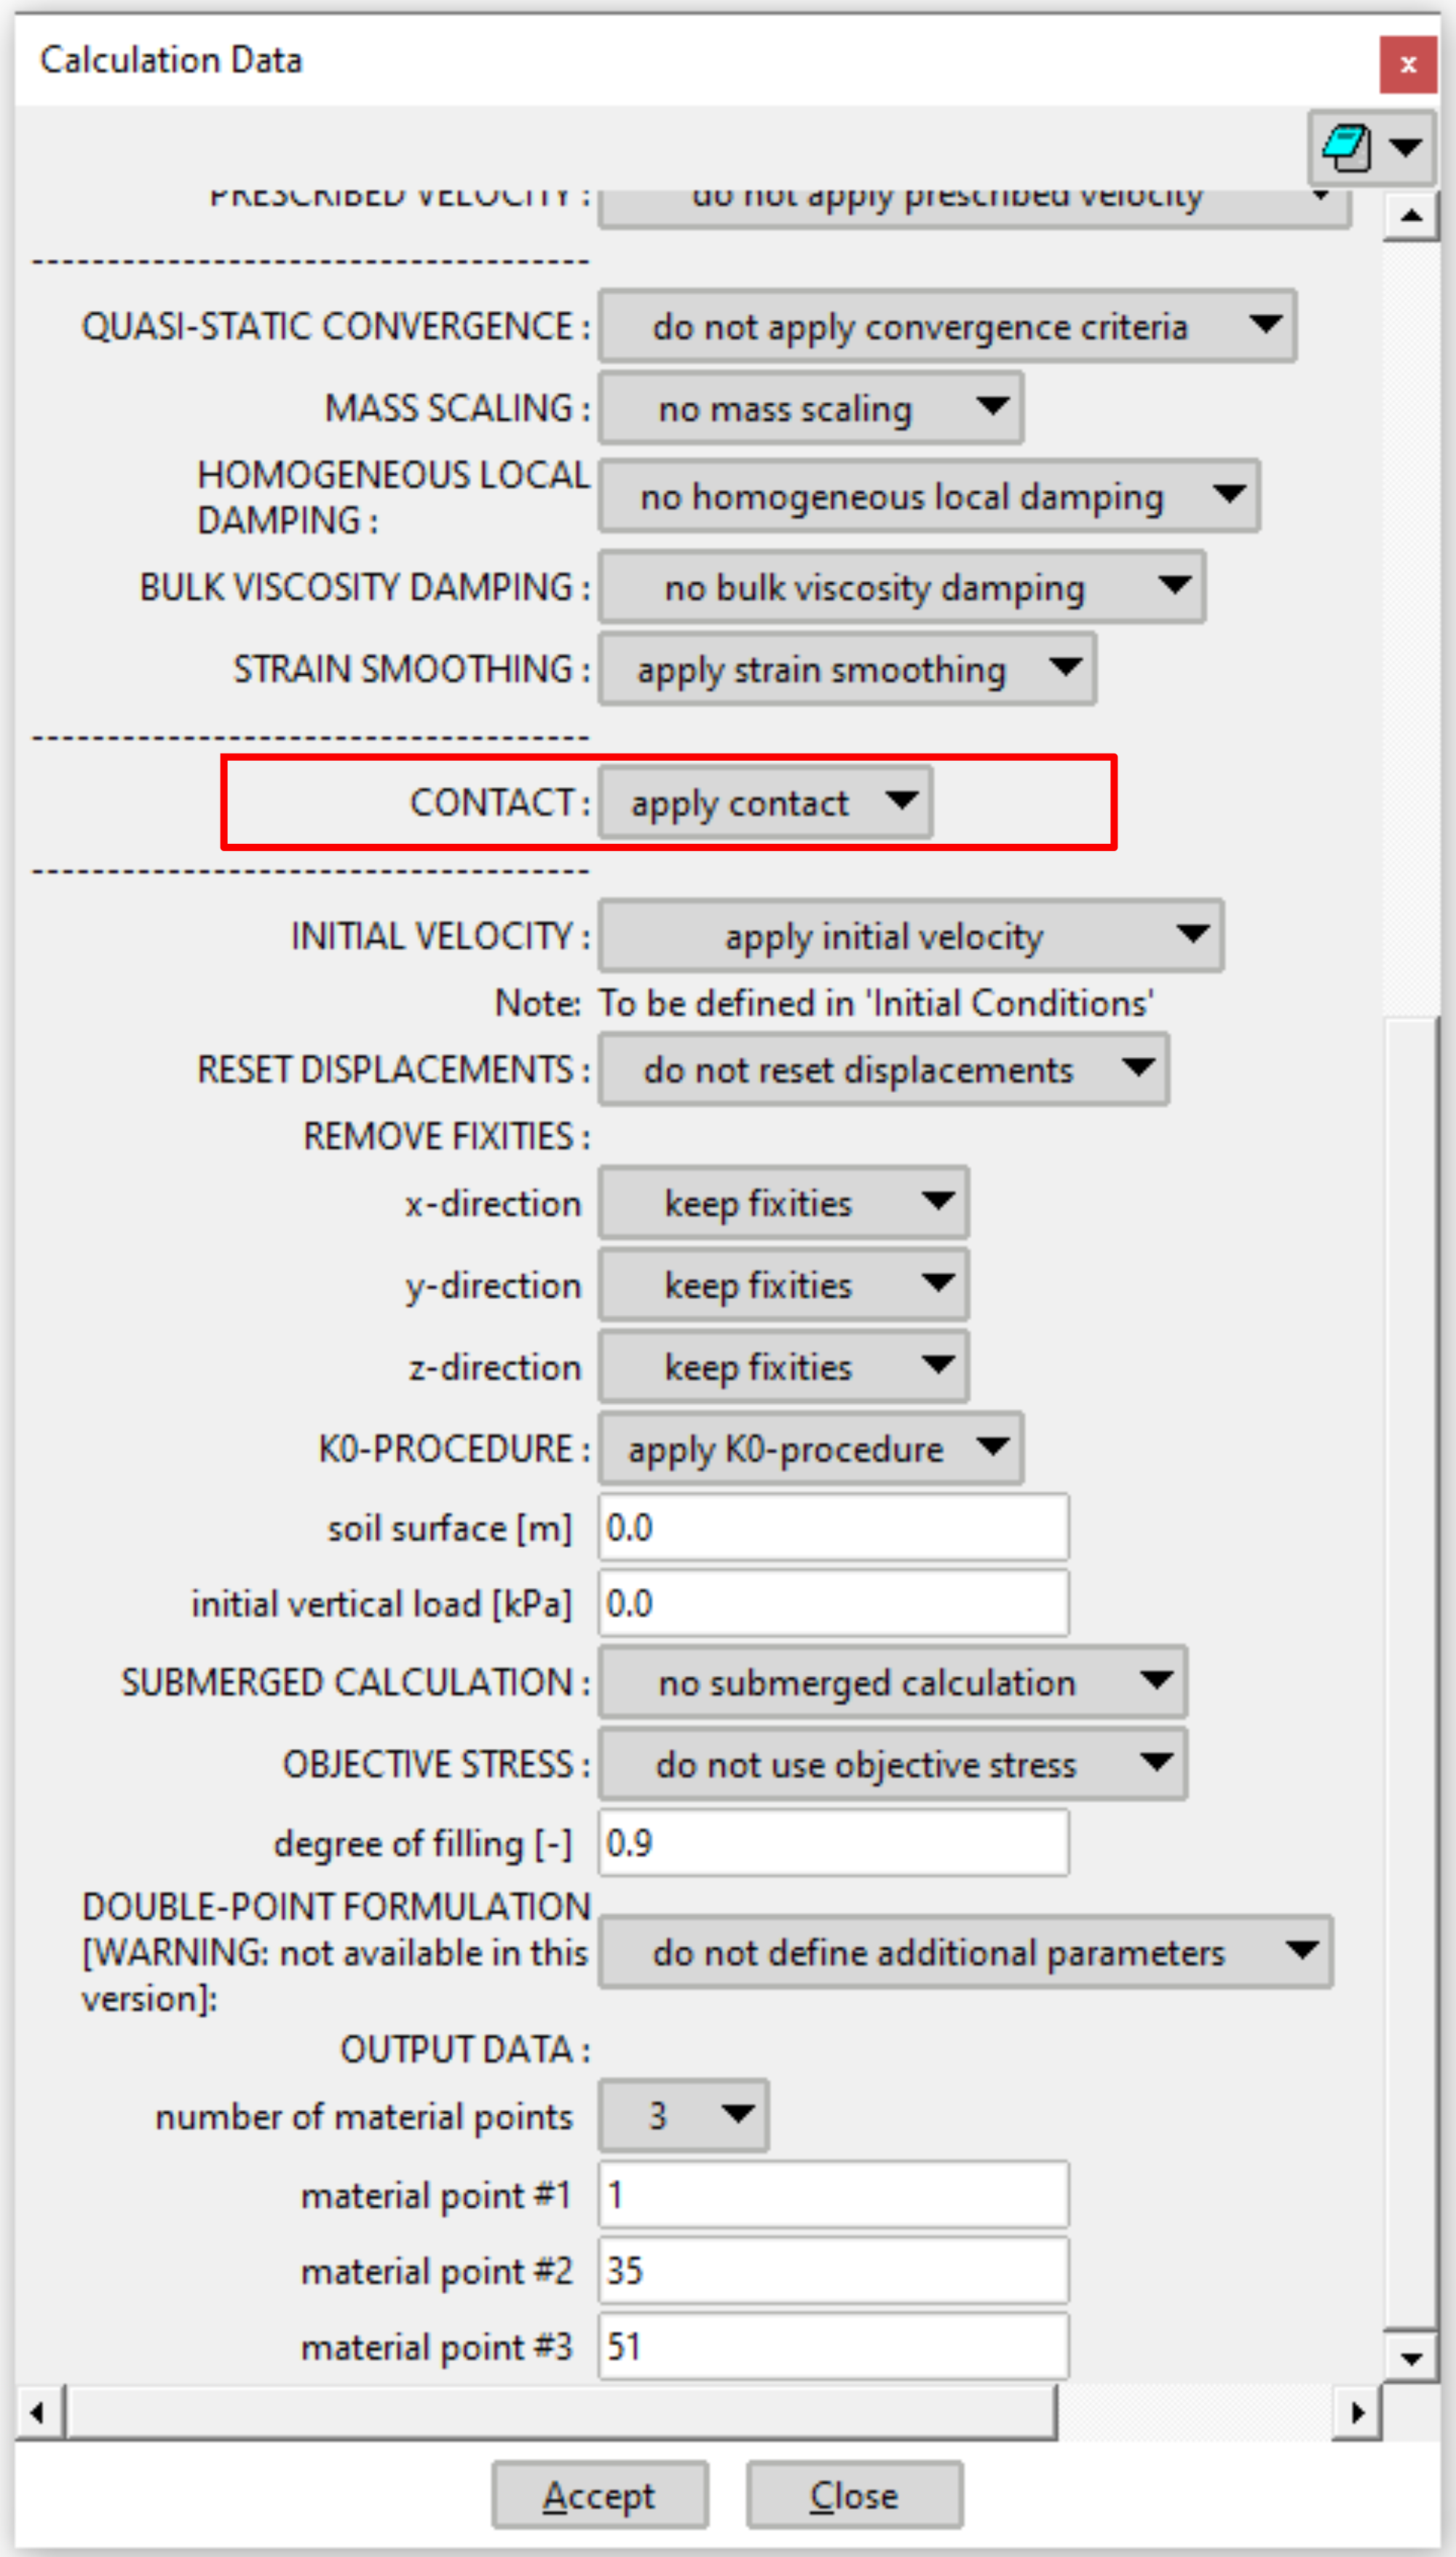 Calculation Data
x
PRESCRIBED VELOCITY : do not apply prescribed velocity
------------------------------------
QUASI-STATIC CONVERGENCE : do not apply convergence criteria
MASS SCALING : no mass scaling
HOMOGENEOUS LOCAL
DAMPING : no homogeneous local damping
BULK VISCOSITY DAMPING : no bulk viscosity damping
STRAIN SMOOTHING : apply strain smoothing
------------------------------------
CONTACT : apply contact
------------------------------------
INITIAL VELOCITY : apply initial velocity
Note: To be defined in 'Initial Conditions'
RESET DISPLACEMENTS : do not reset displacements
REMOVE FIXITIES :
x-direction keep fixities
y-direction keep fixities
z-direction keep fixities
K0-PROCEDURE : apply K0-procedure
soil surface [m] 0.0
initial vertical load [kPa] 0.0
SUBMERGED CALCULATION : no submerged calculation
OBJECTIVE STRESS : do not use objective stress
degree of filling [-] 0.9
DOUBLE-POINT FORMULATION
[WARNING: not available in this do not define additional parameters
version]:
OUTPUT DATA :
number of material points 3
material point #1 1
material point #2 35
material point #3 51
Accept Close